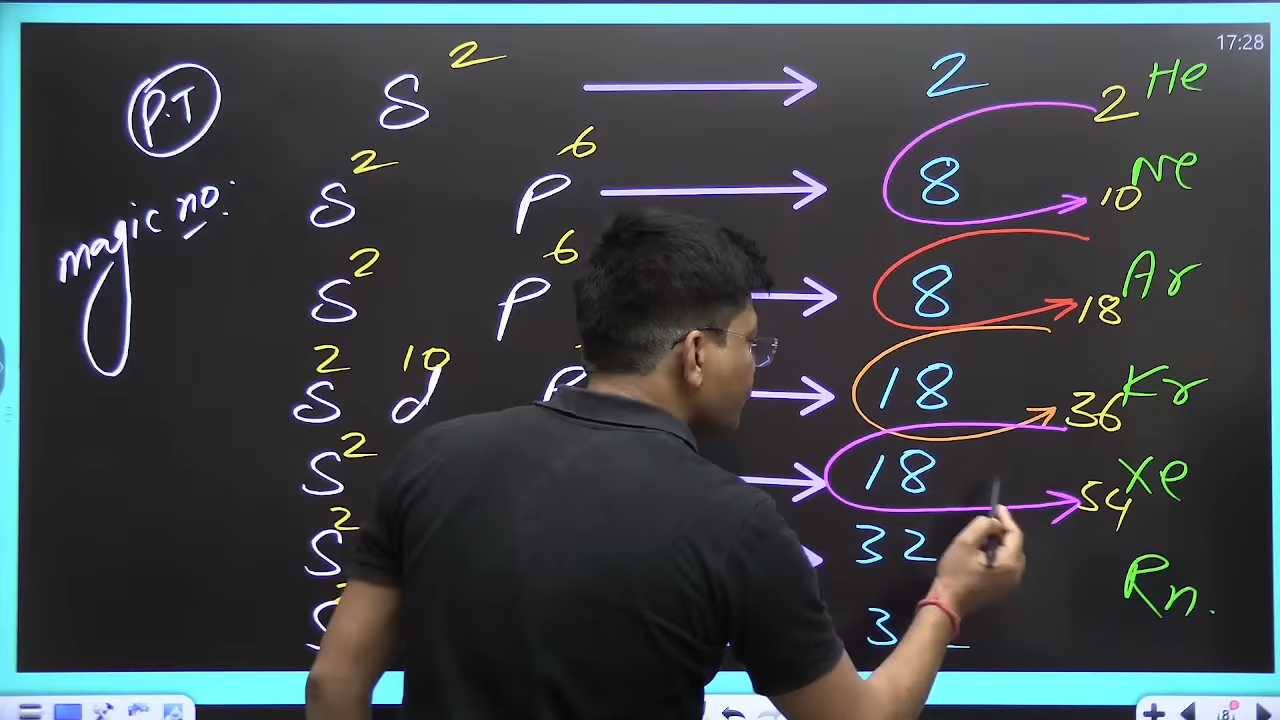 17:28
P.T S² → 2 2 He
magic no: S² P⁶ → 8 10 Ne
S² P⁶ → 8 18 Ar
S² d¹⁰ P → 18 36 Kr
S² → 18 54 Xe
S² → 32 Rn.
S